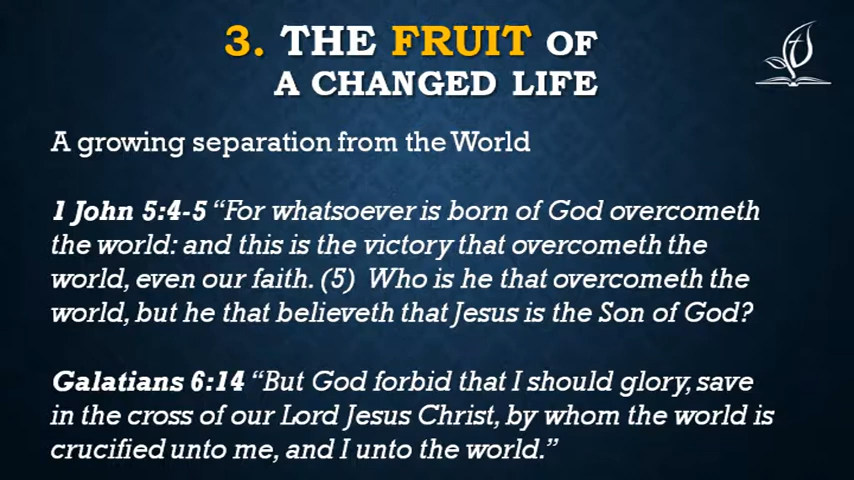 3. THE FRUIT OF
A CHANGED LIFE
A growing separation from the World
1 John 5:4-5 “For whatsoever is born of God overcometh
the world: and this is the victory that overcometh the
world, even our faith. (5) Who is he that overcometh the
world, but he that believeth that Jesus is the Son of God?
Galatians 6:14 “But God forbid that I should glory, save
in the cross of our Lord Jesus Christ, by whom the world is
crucified unto me, and I unto the world.”